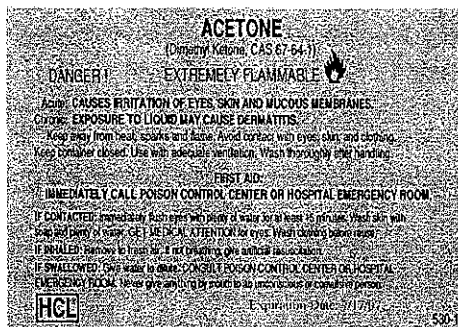 ACETONE
(Dimethyl Ketone, CAS 67-64-1)
DANGER! EXTREMELY FLAMMABLE
Acute: CAUSES IRRITATION OF EYES, SKIN AND MUCOUS MEMBRANES.
Chronic: EXPOSURE TO LIQUID MAY CAUSE DERMATITIS.
Keep away from heat, sparks and flame. Avoid contact with eyes, skin, and clothing.
Keep container closed. Use with adequate ventilation. Wash thoroughly after handling.
FIRST AID:
IMMEDIATELY CALL POISON CONTROL CENTER OR HOSPITAL EMERGENCY ROOM.
IF CONTACTED: Immediately flush eyes with plenty of water for at least 15 minutes. Wash skin with
soap and plenty of water. GET MEDICAL ATTENTION for eyes. Wash clothing before reuse.
IF INHALED: Remove to fresh air. If not breathing, give artificial resuscitation.
IF SWALLOWED: Give water to dilute. CONSULT POISON CONTROL CENTER OR HOSPITAL
EMERGENCY ROOM. Never give anything by mouth to an unconscious or convulsive person.
HCL Expiration Date:
530-1